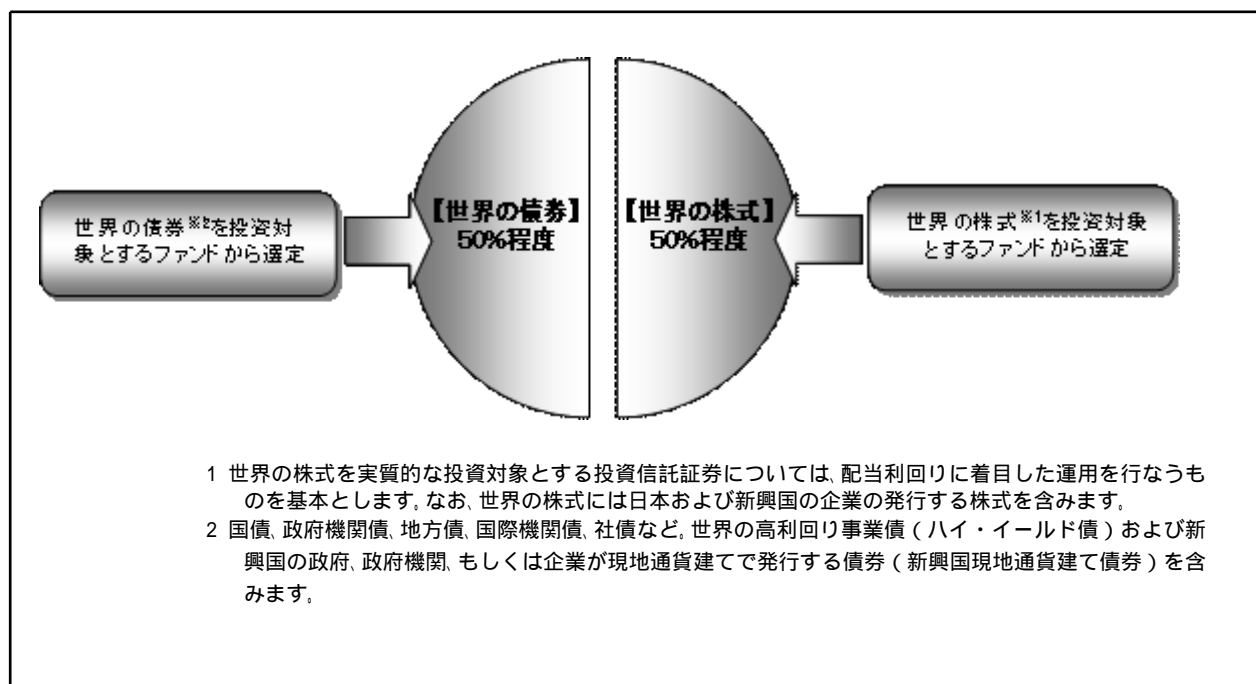 世界の債券※2を投資対
象とするファンドから選定
【世界の債券】
50%程度
【世界の株式】
50%程度
世界の株式※1を投資対象
とするファンドから選定
1 世界の株式を実質的な投資対象とする投資信託証券については、配当利回りに着目した運用を行なうも
のを基本とします。なお、世界の株式には日本および新興国の企業の発行する株式を含みます。
2 国債、政府機関債、地方債、国際機関債、社債など。世界の高利回り事業債（ハイ・イールド債）および新
興国の政府、政府機関、もしくは企業が現地通貨建てで発行する債券（新興国現地通貨建て債券）を含
みます。